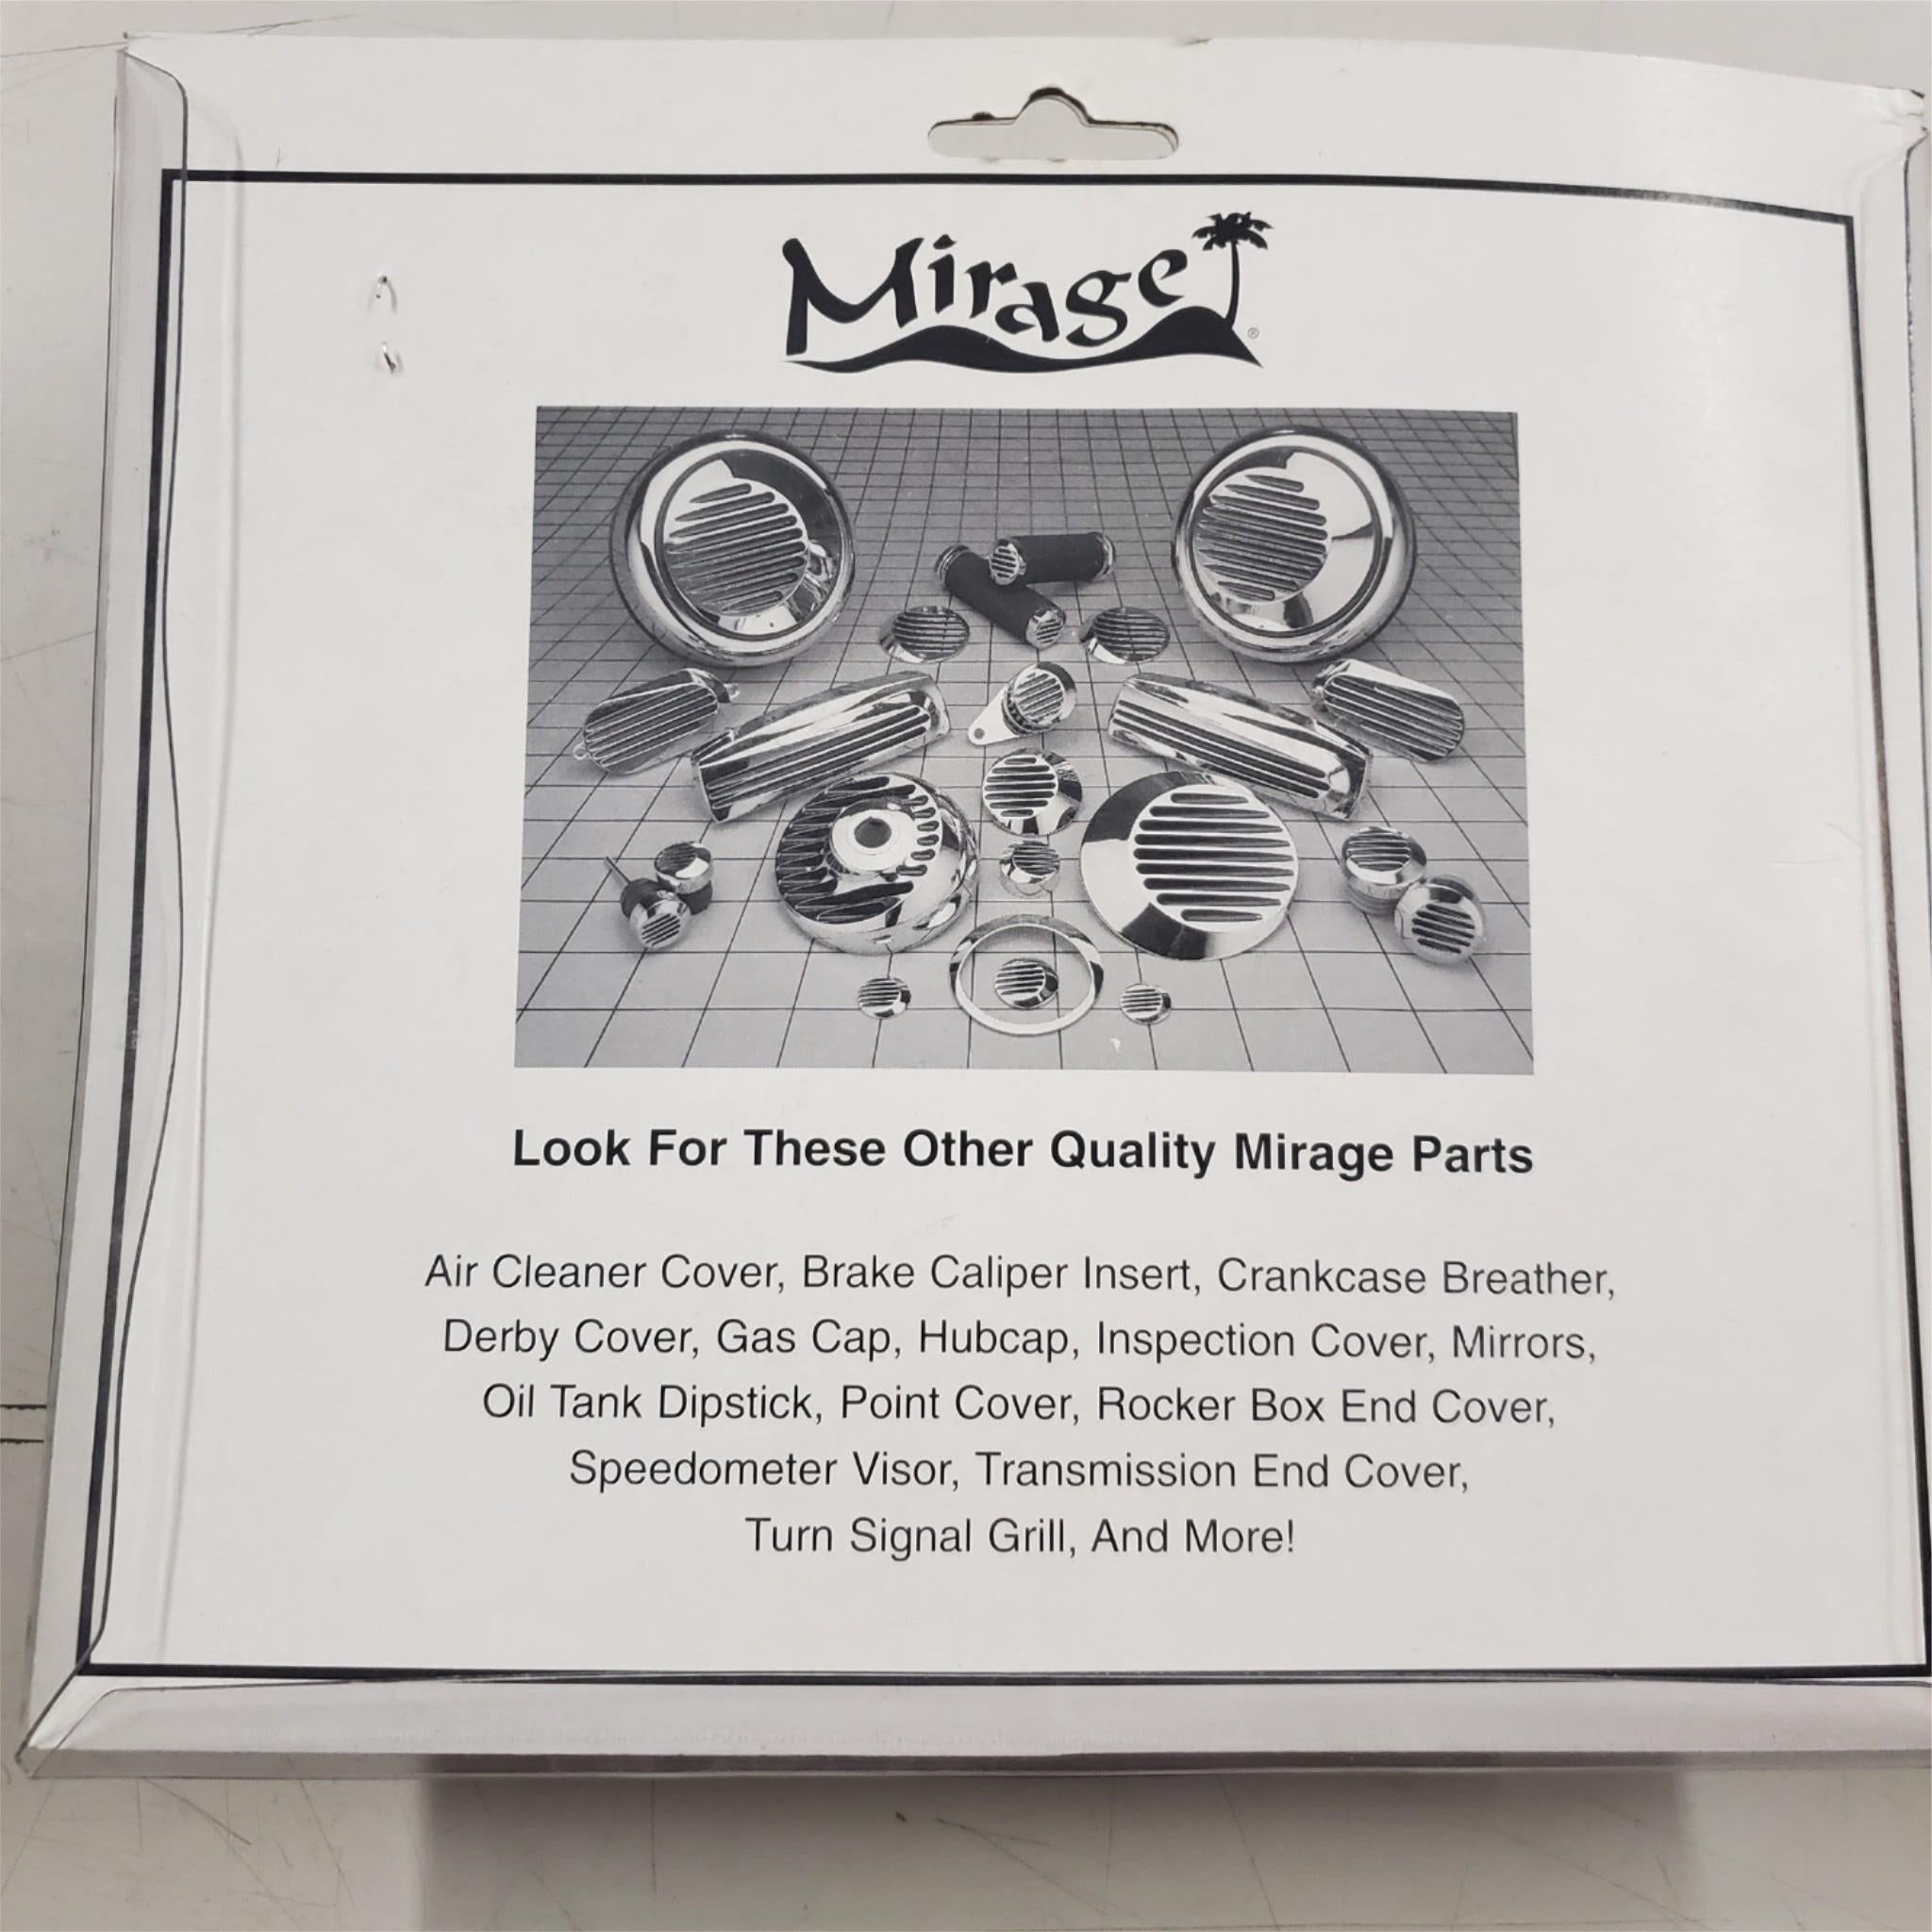 Mirage®
Look For These Other Quality Mirage Parts
Air Cleaner Cover, Brake Caliper Insert, Crankcase Breather,
Derby Cover, Gas Cap, Hubcap, Inspection Cover, Mirrors,
Oil Tank Dipstick, Point Cover, Rocker Box End Cover,
Speedometer Visor, Transmission End Cover,
Turn Signal Grill, And More!